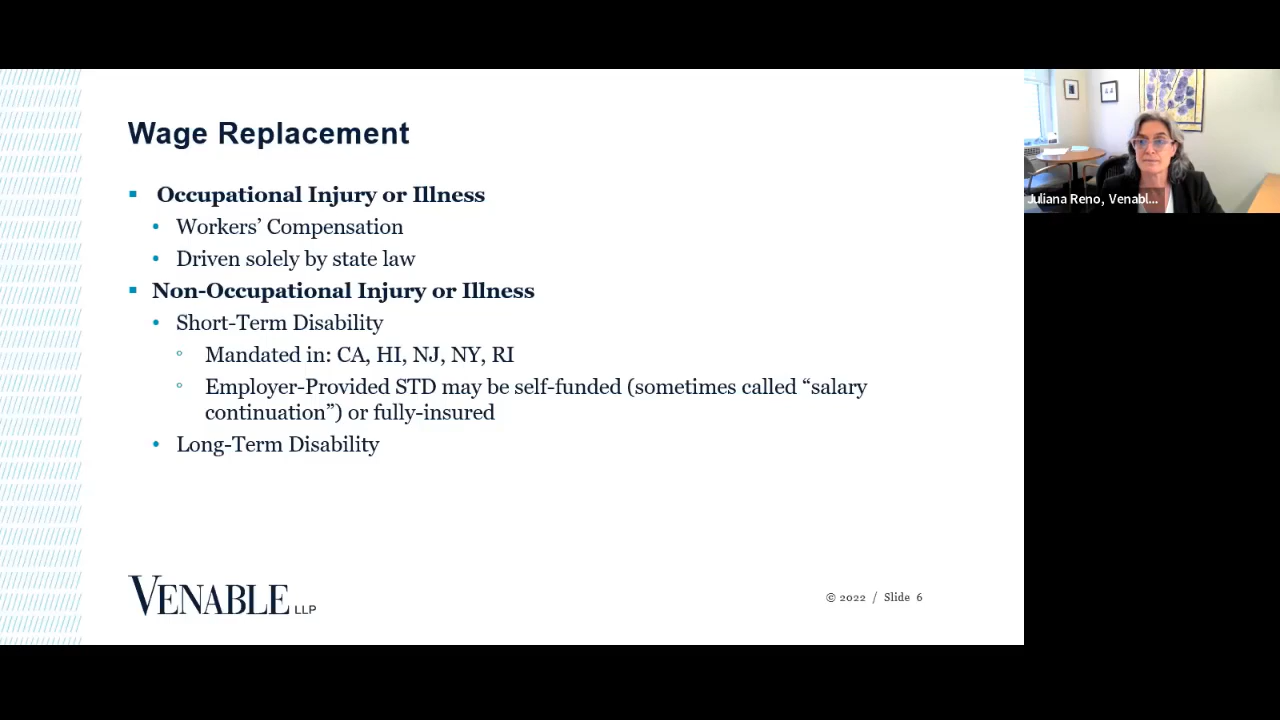 Wage Replacement
Occupational Injury or Illness
Workers’ Compensation
Driven solely by state law
Non-Occupational Injury or Illness
Short-Term Disability
Mandated in: CA, HI, NJ, NY, RI
Employer-Provided STD may be self-funded (sometimes called “salary
continuation”) or fully-insured
Long-Term Disability
VENABLE LLP
© 2022 / Slide 6
Juliana Reno, Venabl...